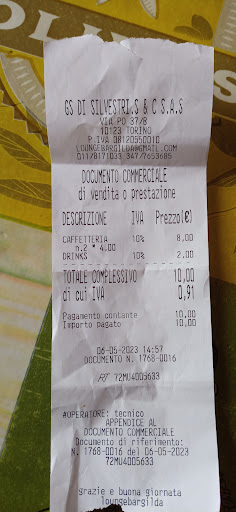 GS DI SILVESTRI.S & C S.A.S
VIA PO 37/8
10123 TORINO
P.IVA 08120550010
LOUNGEBARGILDA@GMAIL.COM
011/8171033 347/7653685
DOCUMENTO COMMERCIALE
di vendita o prestazione
DESCRIZIONE IVA Prezzo(€)
CAFFETTERIA 10% 8,00
n.2 * 4,00
DRINKS 10% 2,00
TOTALE COMPLESSIVO 10,00
di cui IVA 0,91
Pagamento contante 10,00
Importo pagato 10,00
06-05-2023 14:57
DOCUMENTO N. 1768-0016
RT 72MU4005633
#OPERATORE: tecnico
APPENDICE AL
DOCUMENTO COMMERCIALE
Documento di riferimento:
N. 1768-0016 del 06-05-2023
72MU4005633
grazie e buona giornata
loungebargilda